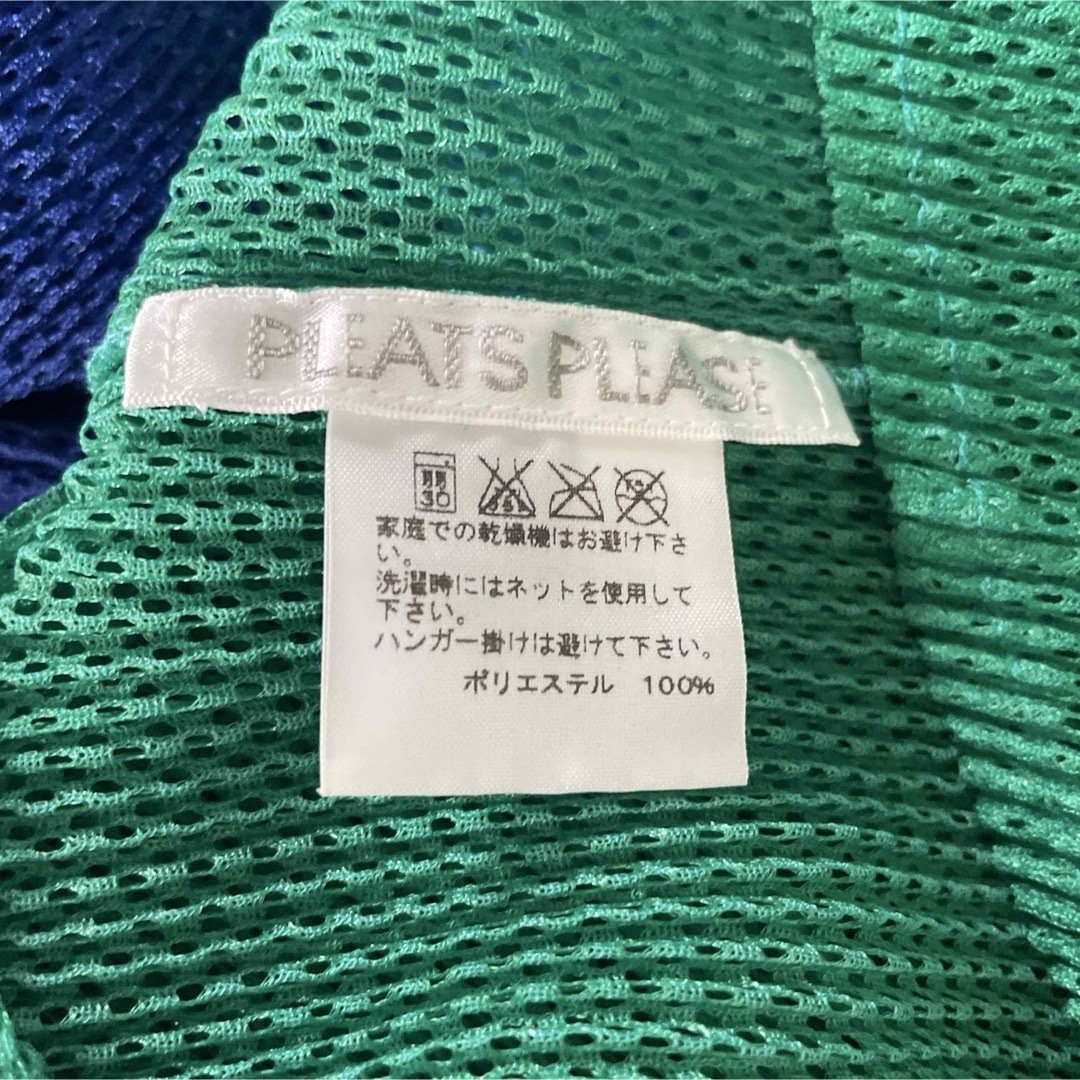 PLEATS PLEASE
弱
30
家庭での乾燥機はお避け下さ
い。
洗濯時にはネットを使用して
下さい。
ハンガー掛けは避けて下さい。
ポリエステル 100%